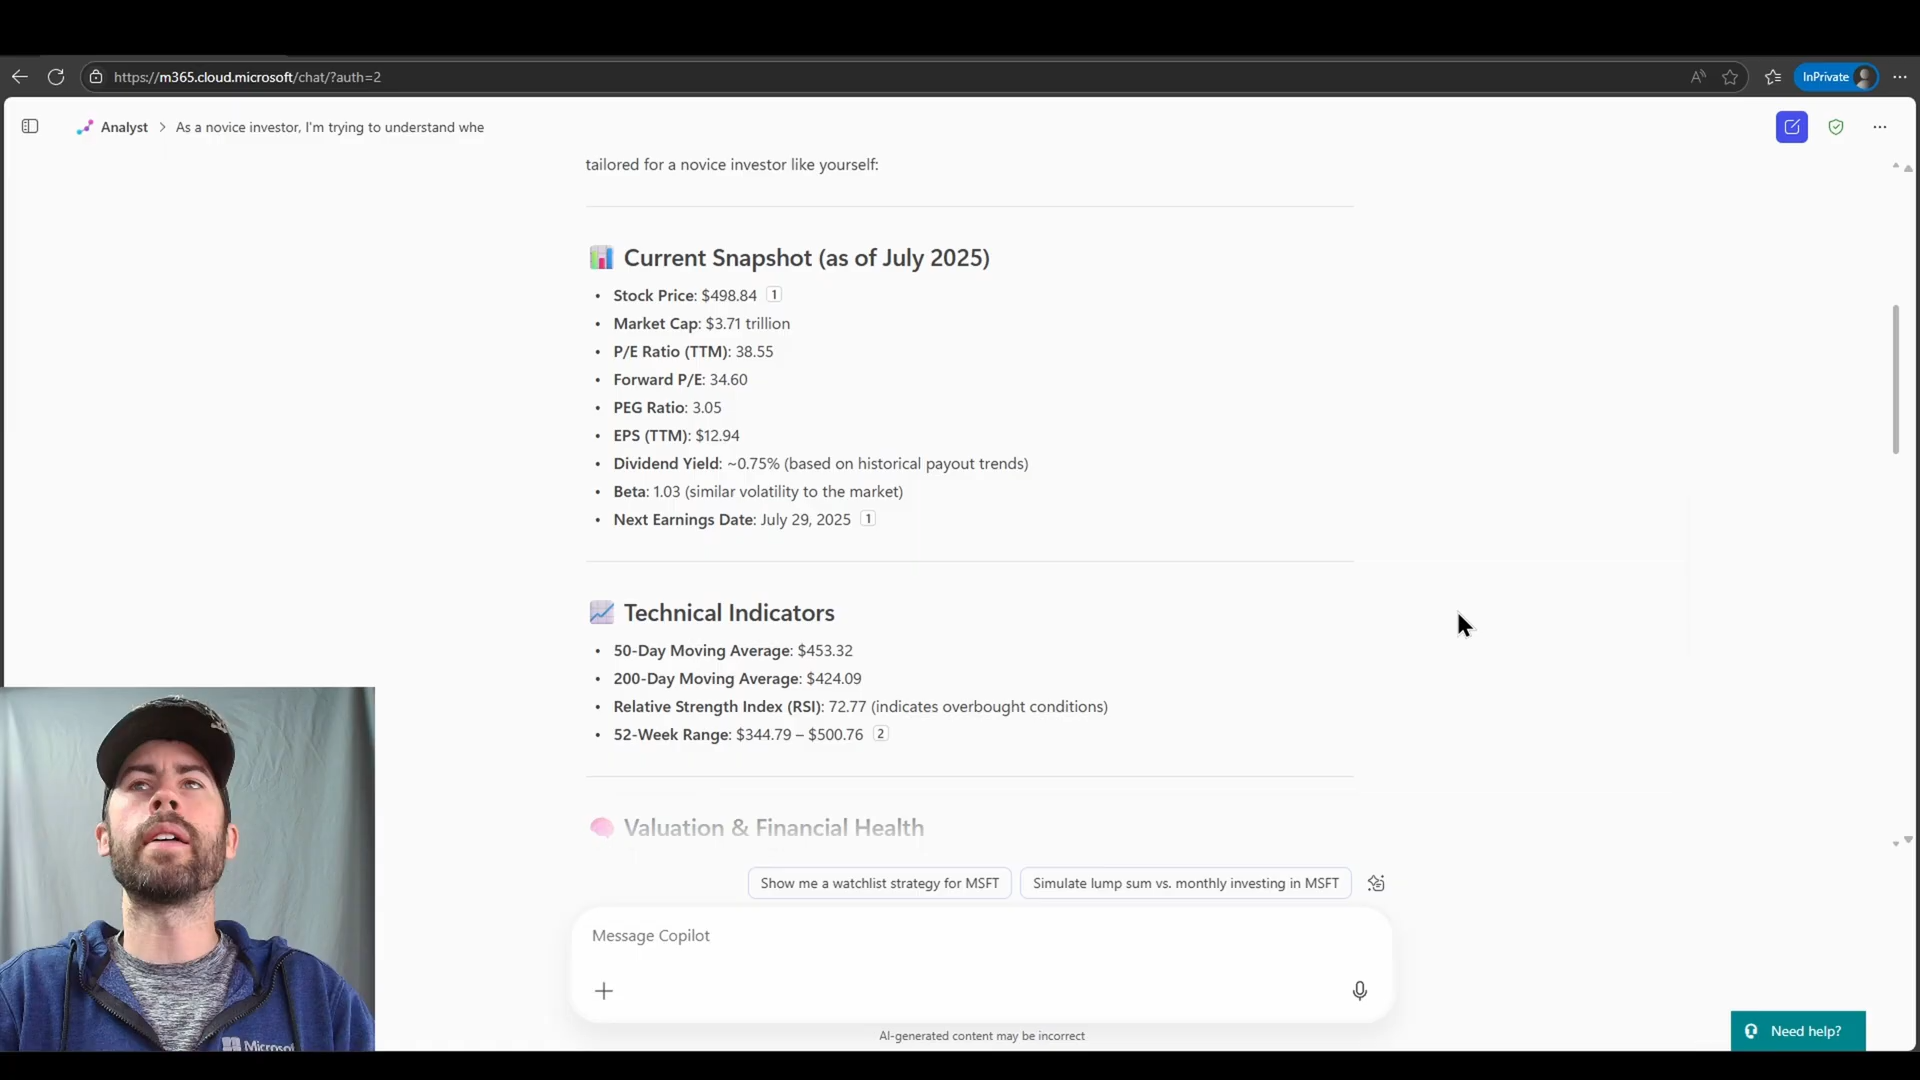 https://m365.cloud.microsoft/chat/?auth=2
InPrivate
Analyst > As a novice investor, I'm trying to understand whe
tailored for a novice investor like yourself:
Current Snapshot (as of July 2025)
• Stock Price: $498.84 1
• Market Cap: $3.71 trillion
• P/E Ratio (TTM): 38.55
• Forward P/E: 34.60
• PEG Ratio: 3.05
• EPS (TTM): $12.94
• Dividend Yield: ~0.75% (based on historical payout trends)
• Beta: 1.03 (similar volatility to the market)
• Next Earnings Date: July 29, 2025 1
Technical Indicators
• 50-Day Moving Average: $453.32
• 200-Day Moving Average: $424.09
• Relative Strength Index (RSI): 72.77 (indicates overbought conditions)
• 52-Week Range: $344.79 – $500.76 2
Valuation & Financial Health
Show me a watchlist strategy for MSFT
Simulate lump sum vs. monthly investing in MSFT
Message Copilot
AI-generated content may be incorrect
Need help?
Microsof